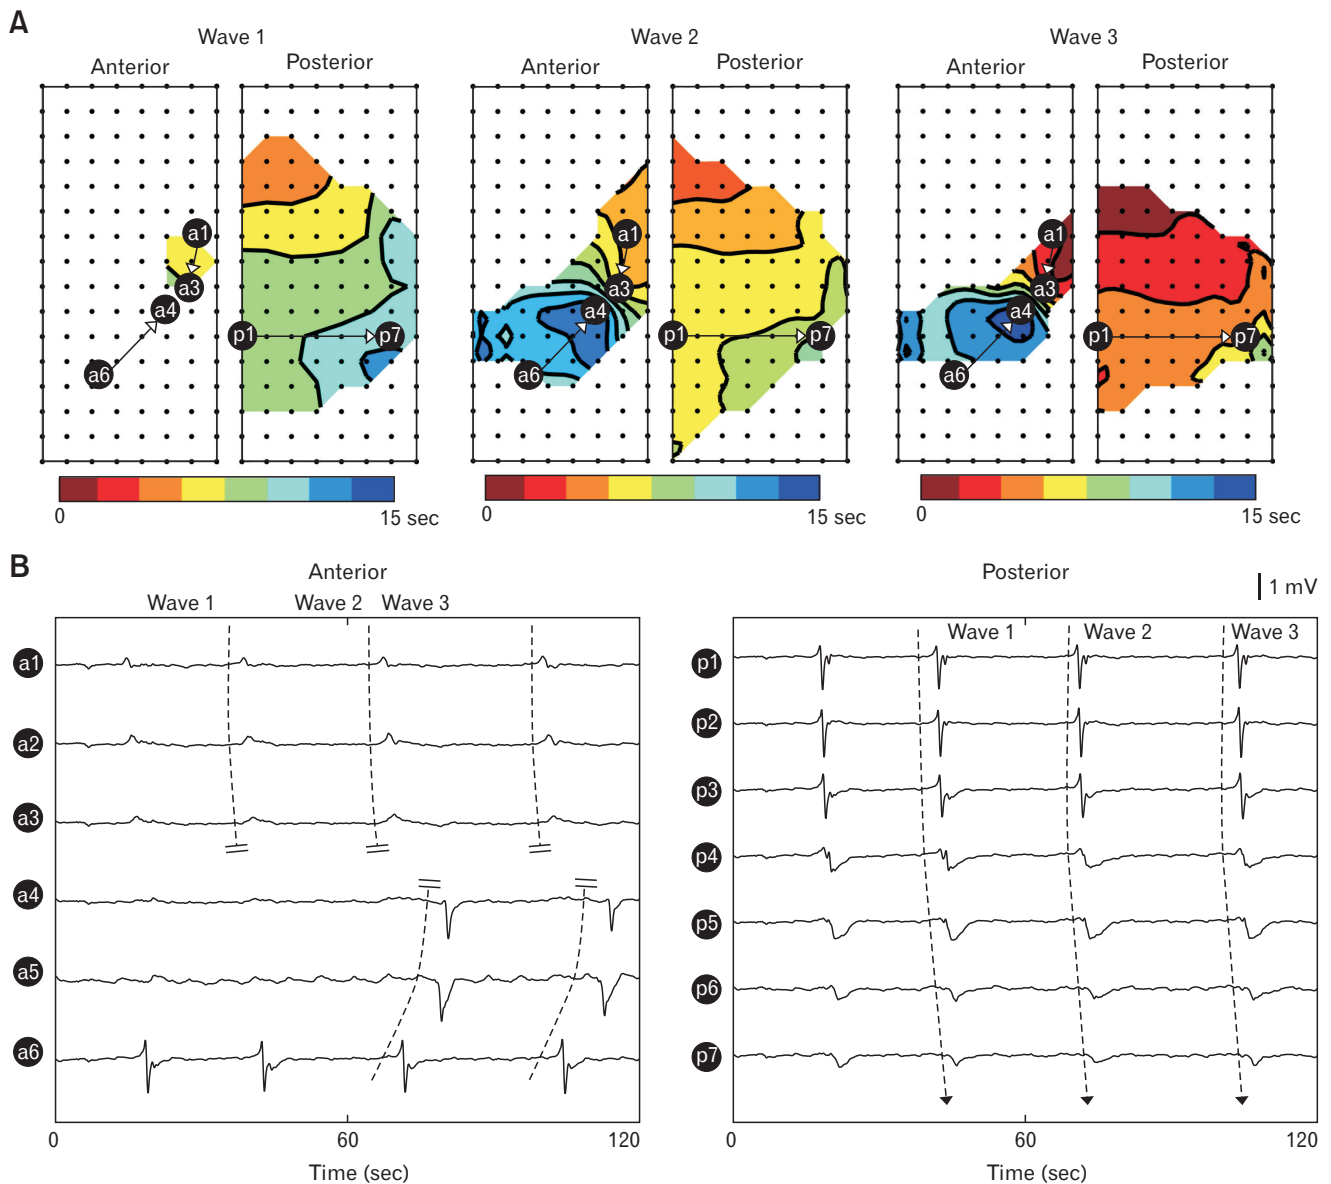 A
Wave 1
Wave 2
Wave 3
Anterior
Posterior
Anterior
Posterior
Anterior
Posterior
a1
a3
a4
a6
p1
p7
a1
a3
a4
a6
p1
p7
a1
a3
a4
a6
p1
p7
0
15 sec
0
15 sec
0
15 sec
B
Anterior
Wave 1
Wave 2
Wave 3
a1
a2
a3
a4
a5
a6
0
60
120
Time (sec)
Posterior
1 mV
Wave 1
Wave 2
Wave 3
p1
p2
p3
p4
p5
p6
p7
0
60
120
Time (sec)